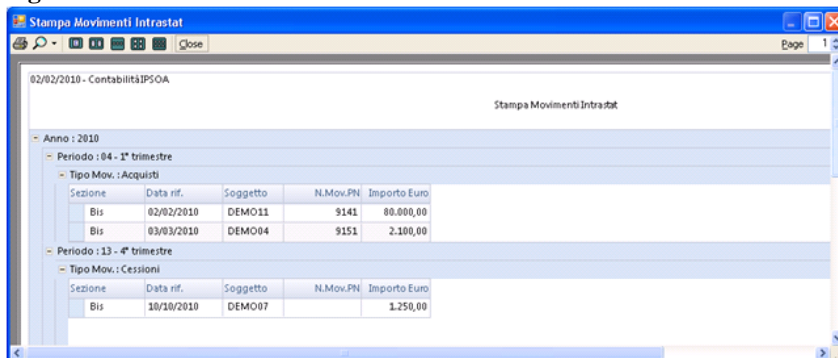 Stampa Movimenti Intrastat
Close
Page 1
02/02/2010 - ContabilitàIPSOA
Stampa Movimenti Intrastat
Anno : 2010
Periodo : 04 - 1° trimestre
Tipo Mov. : Acquisti
Sezione Data rif. Soggetto N.Mov.PN Importo Euro
Bis 02/02/2010 DEMO11 9141 80.000,00
Bis 03/03/2010 DEMO04 9151 2.100,00
Periodo : 13 - 4° trimestre
Tipo Mov. : Cessioni
Sezione Data rif. Soggetto N.Mov.PN Importo Euro
Bis 10/10/2010 DEMO07 1.250,00